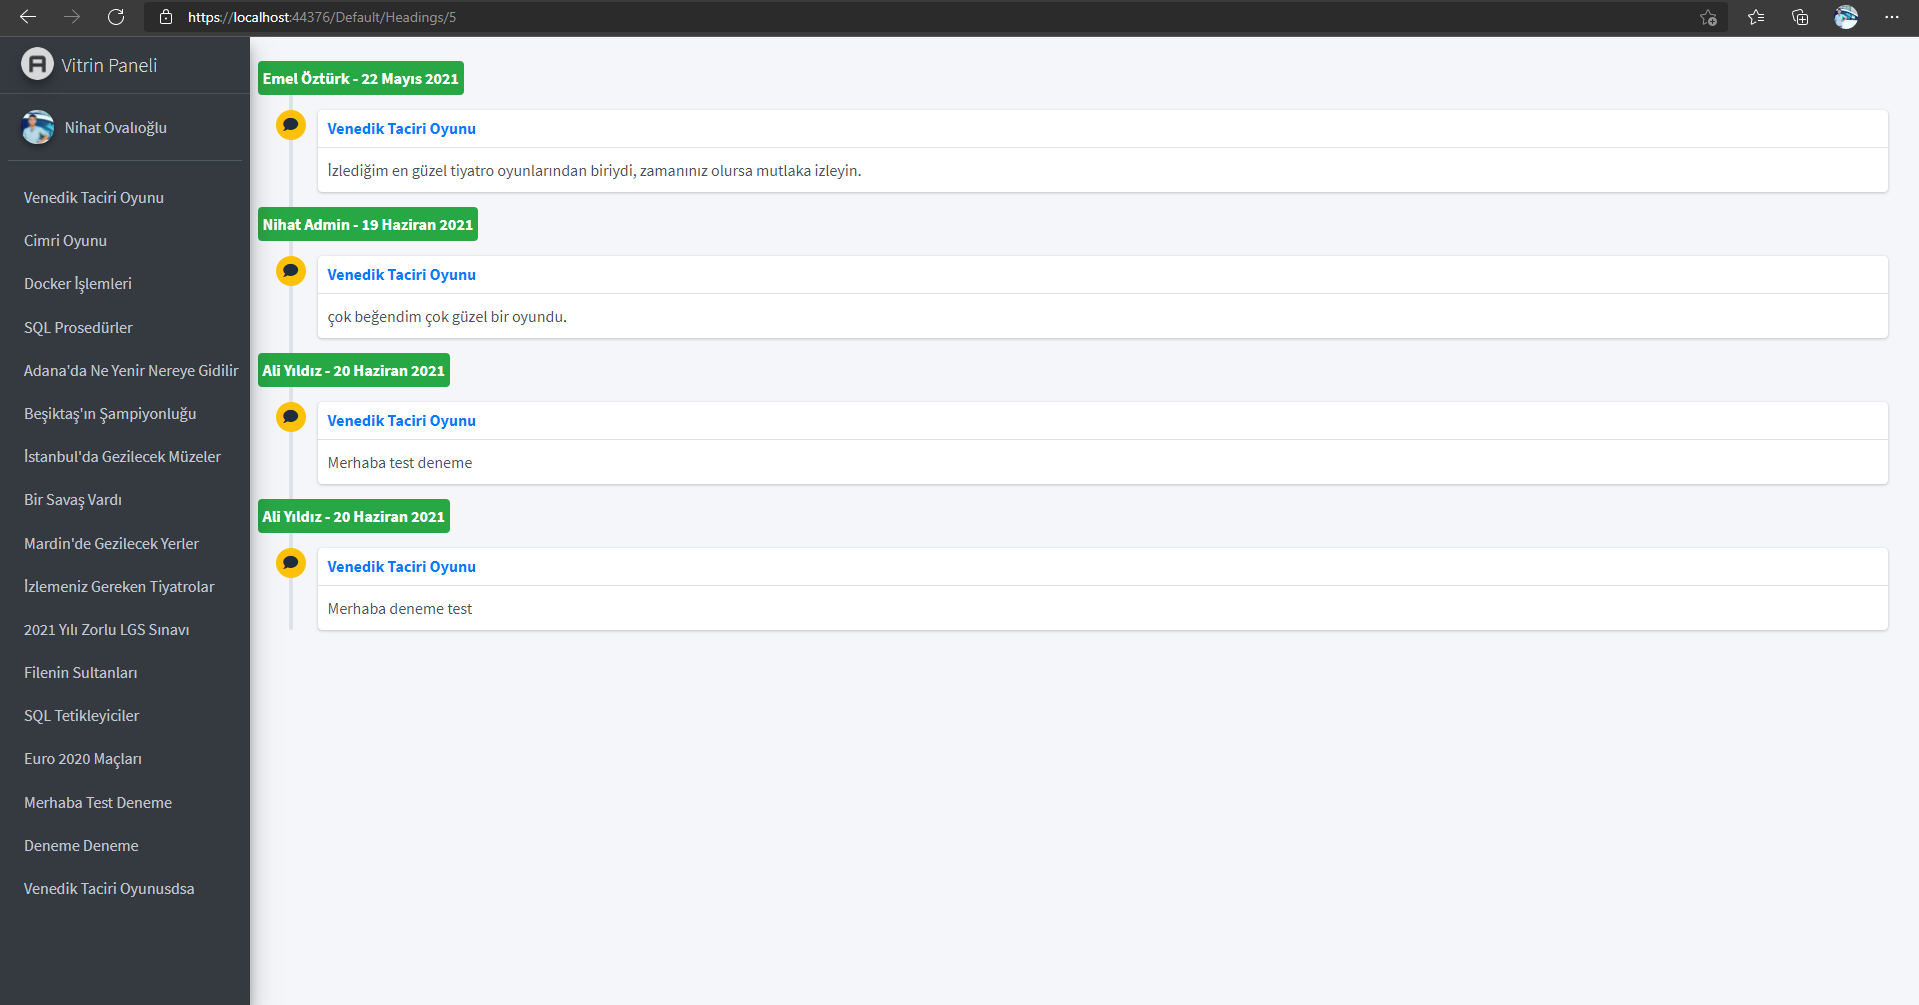 https://localhost:44376/Default/Headings/5
Vitrin Paneli
Nihat Ovalıoğlu
Venedik Taciri Oyunu
Cimri Oyunu
Docker İşlemleri
SQL Prosedürler
Adana'da Ne Yenir Nereye Gidilir
Beşiktaş'ın Şampiyonluğu
İstanbul'da Gezilecek Müzeler
Bir Savaş Vardı
Mardin'de Gezilecek Yerler
İzlemeniz Gereken Tiyatrolar
2021 Yılı Zorlu LGS Sınavı
Filenin Sultanları
SQL Tetikleyiciler
Euro 2020 Maçları
Merhaba Test Deneme
Deneme Deneme
Venedik Taciri Oyunusdsa
Emel Öztürk - 22 Mayıs 2021
Venedik Taciri Oyunu
İzlediğim en güzel tiyatro oyunlarından biriydi, zamanınız olursa mutlaka izleyin.
Nihat Admin - 19 Haziran 2021
Venedik Taciri Oyunu
çok beğendim çok güzel bir oyundu.
Ali Yıldız - 20 Haziran 2021
Venedik Taciri Oyunu
Merhaba test deneme
Ali Yıldız - 20 Haziran 2021
Venedik Taciri Oyunu
Merhaba deneme test